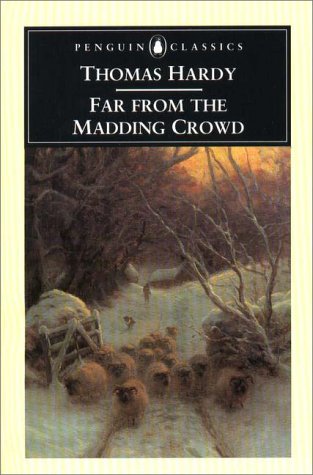 PENGUIN CLASSICS
THOMAS HARDY
FAR FROM THE
MADDING CROWD